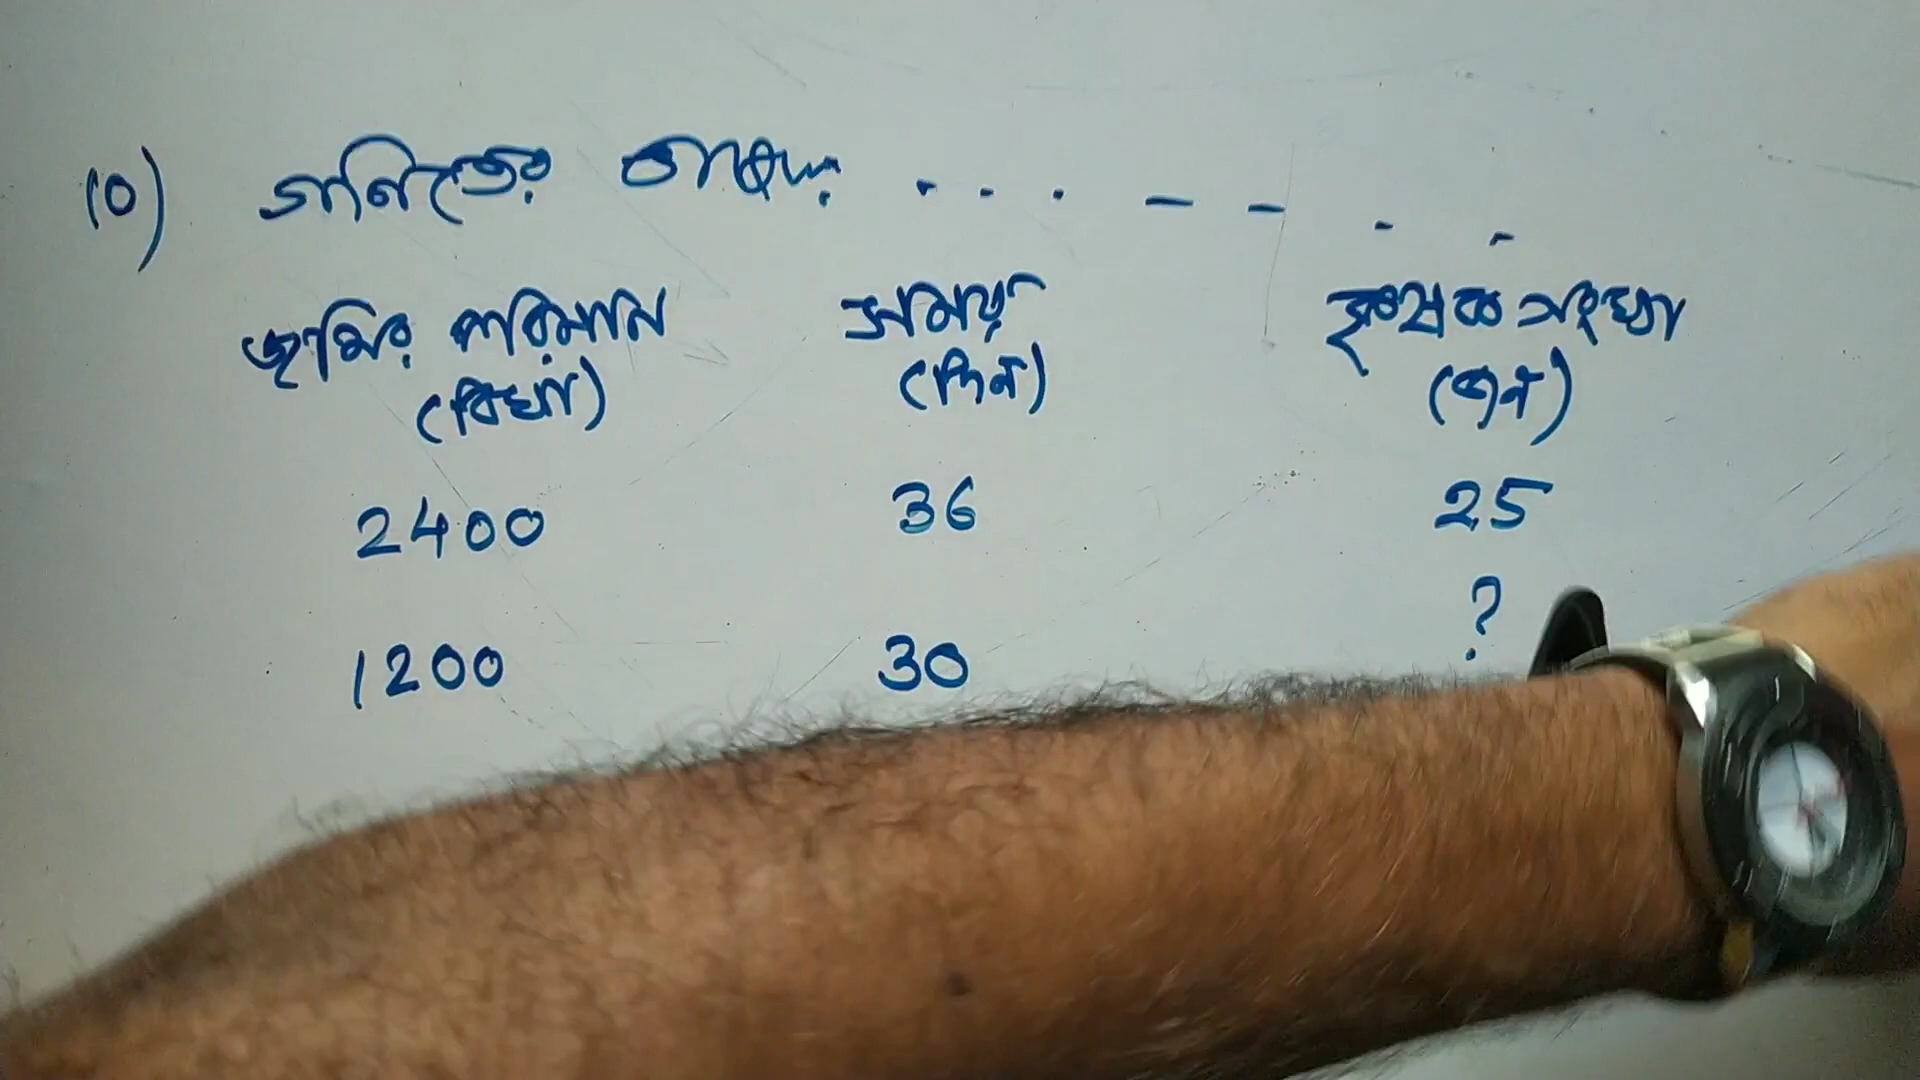 10) গণিতের ভাষায় . . . - - - -
জমির পরিমান সময় কৃষক সংখ্যা
(বিঘা) (দিন) (জন)
2400 36 25
1200 30 ?